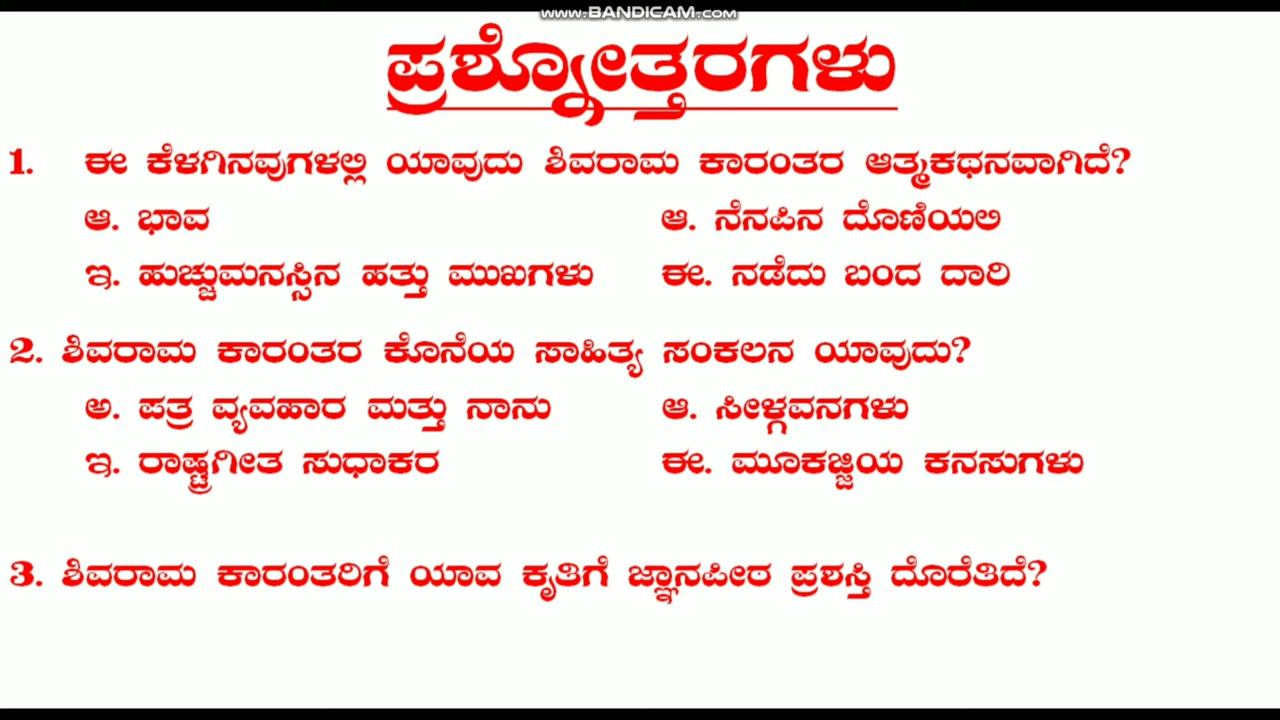 www.BANDICAM.com
ಪ್ರಶ್ನೋತ್ತರಗಳು
1. ಈ ಕೆಳಗಿನವುಗಳಲ್ಲಿ ಯಾವುದು ಶಿವರಾಮ ಕಾರಂತರ ಆತ್ಮಕಥನವಾಗಿದೆ?
ಆ. ಭಾವ ಆ. ನೆನಪಿನ ದೊಣಿಯಲಿ
ಇ. ಹುಚ್ಚುಮನಸ್ಸಿನ ಹತ್ತು ಮುಖಗಳು ಈ. ನಡೆದು ಬಂದ ದಾರಿ
2. ಶಿವರಾಮ ಕಾರಂತರ ಕೊನೆಯ ಸಾಹಿತ್ಯ ಸಂಕಲನ ಯಾವುದು?
ಅ. ಪತ್ರ ವ್ಯವಹಾರ ಮತ್ತು ನಾನು ಆ. ಸೀಳ್ಗವನಗಳು
ಇ. ರಾಷ್ಟ್ರಗೀತ ಸುಧಾಕರ ಈ. ಮೂಕಜ್ಜಿಯ ಕನಸುಗಳು
3. ಶಿವರಾಮ ಕಾರಂತರಿಗೆ ಯಾವ ಕೃತಿಗೆ ಜ್ಞಾನಪೀಠ ಪ್ರಶಸ್ತಿ ದೊರೆತಿದೆ?